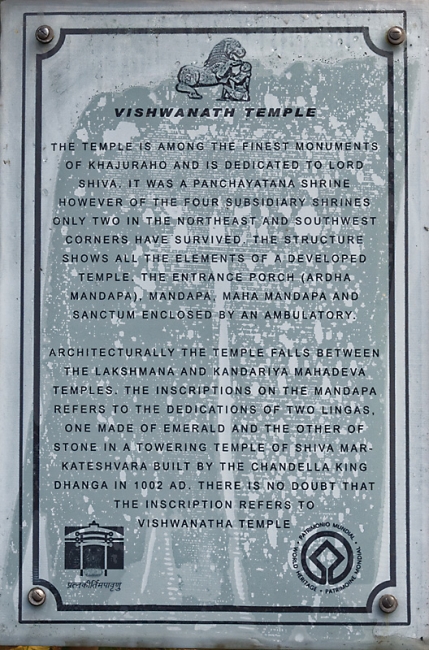 VISHWANATH TEMPLE
THE TEMPLE IS AMONG THE FINEST MONUMENTS
OF KHAJURAHO AND IS DEDICATED TO LORD
SHIVA. IT WAS A PANCHAYATANA SHRINE
HOWEVER OF THE FOUR SUBSIDIARY SHRINES
ONLY TWO IN THE NORTHEAST AND SOUTHWEST
CORNERS HAVE SURVIVED. THE STRUCTURE
SHOWS ALL THE ELEMENTS OF A DEVELOPED
TEMPLE. THE ENTRANCE PORCH (ARDHA
MANDAPA), MANDAPA, MAHA MANDAPA AND
SANCTUM ENCLOSED BY AN AMBULATORY.
ARCHITECTURALLY THE TEMPLE FALLS BETWEEN
THE LAKSHMANA AND KANDARIYA MAHADEVA
TEMPLES. THE INSCRIPTIONS ON THE MANDAPA
REFERS TO THE DEDICATIONS OF TWO LINGAS,
ONE MADE OF EMERALD AND THE OTHER OF
STONE IN A TOWERING TEMPLE OF SHIVA MAR-
KATESHVARA BUILT BY THE CHANDELLA KING
DHANGA IN 1002 AD. THERE IS NO DOUBT THAT
THE INSCRIPTION REFERS TO
VISHWANATHA TEMPLE
प्रत्नकीर्तिमपावृणु
WORLD HERITAGE • PATRIMONIO MUNDIAL • PATRIMOINE MONDIAL